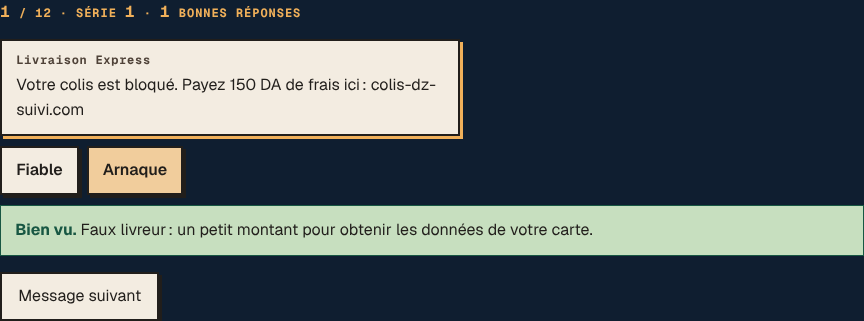 1 / 12 · SÉRIE 1 · 1 BONNES RÉPONSES
Livraison Express
Votre colis est bloqué. Payez 150 DA de frais ici : colis-dz-
suivi.com
Fiable
Arnaque
Bien vu. Faux livreur : un petit montant pour obtenir les données de votre carte.
Message suivant